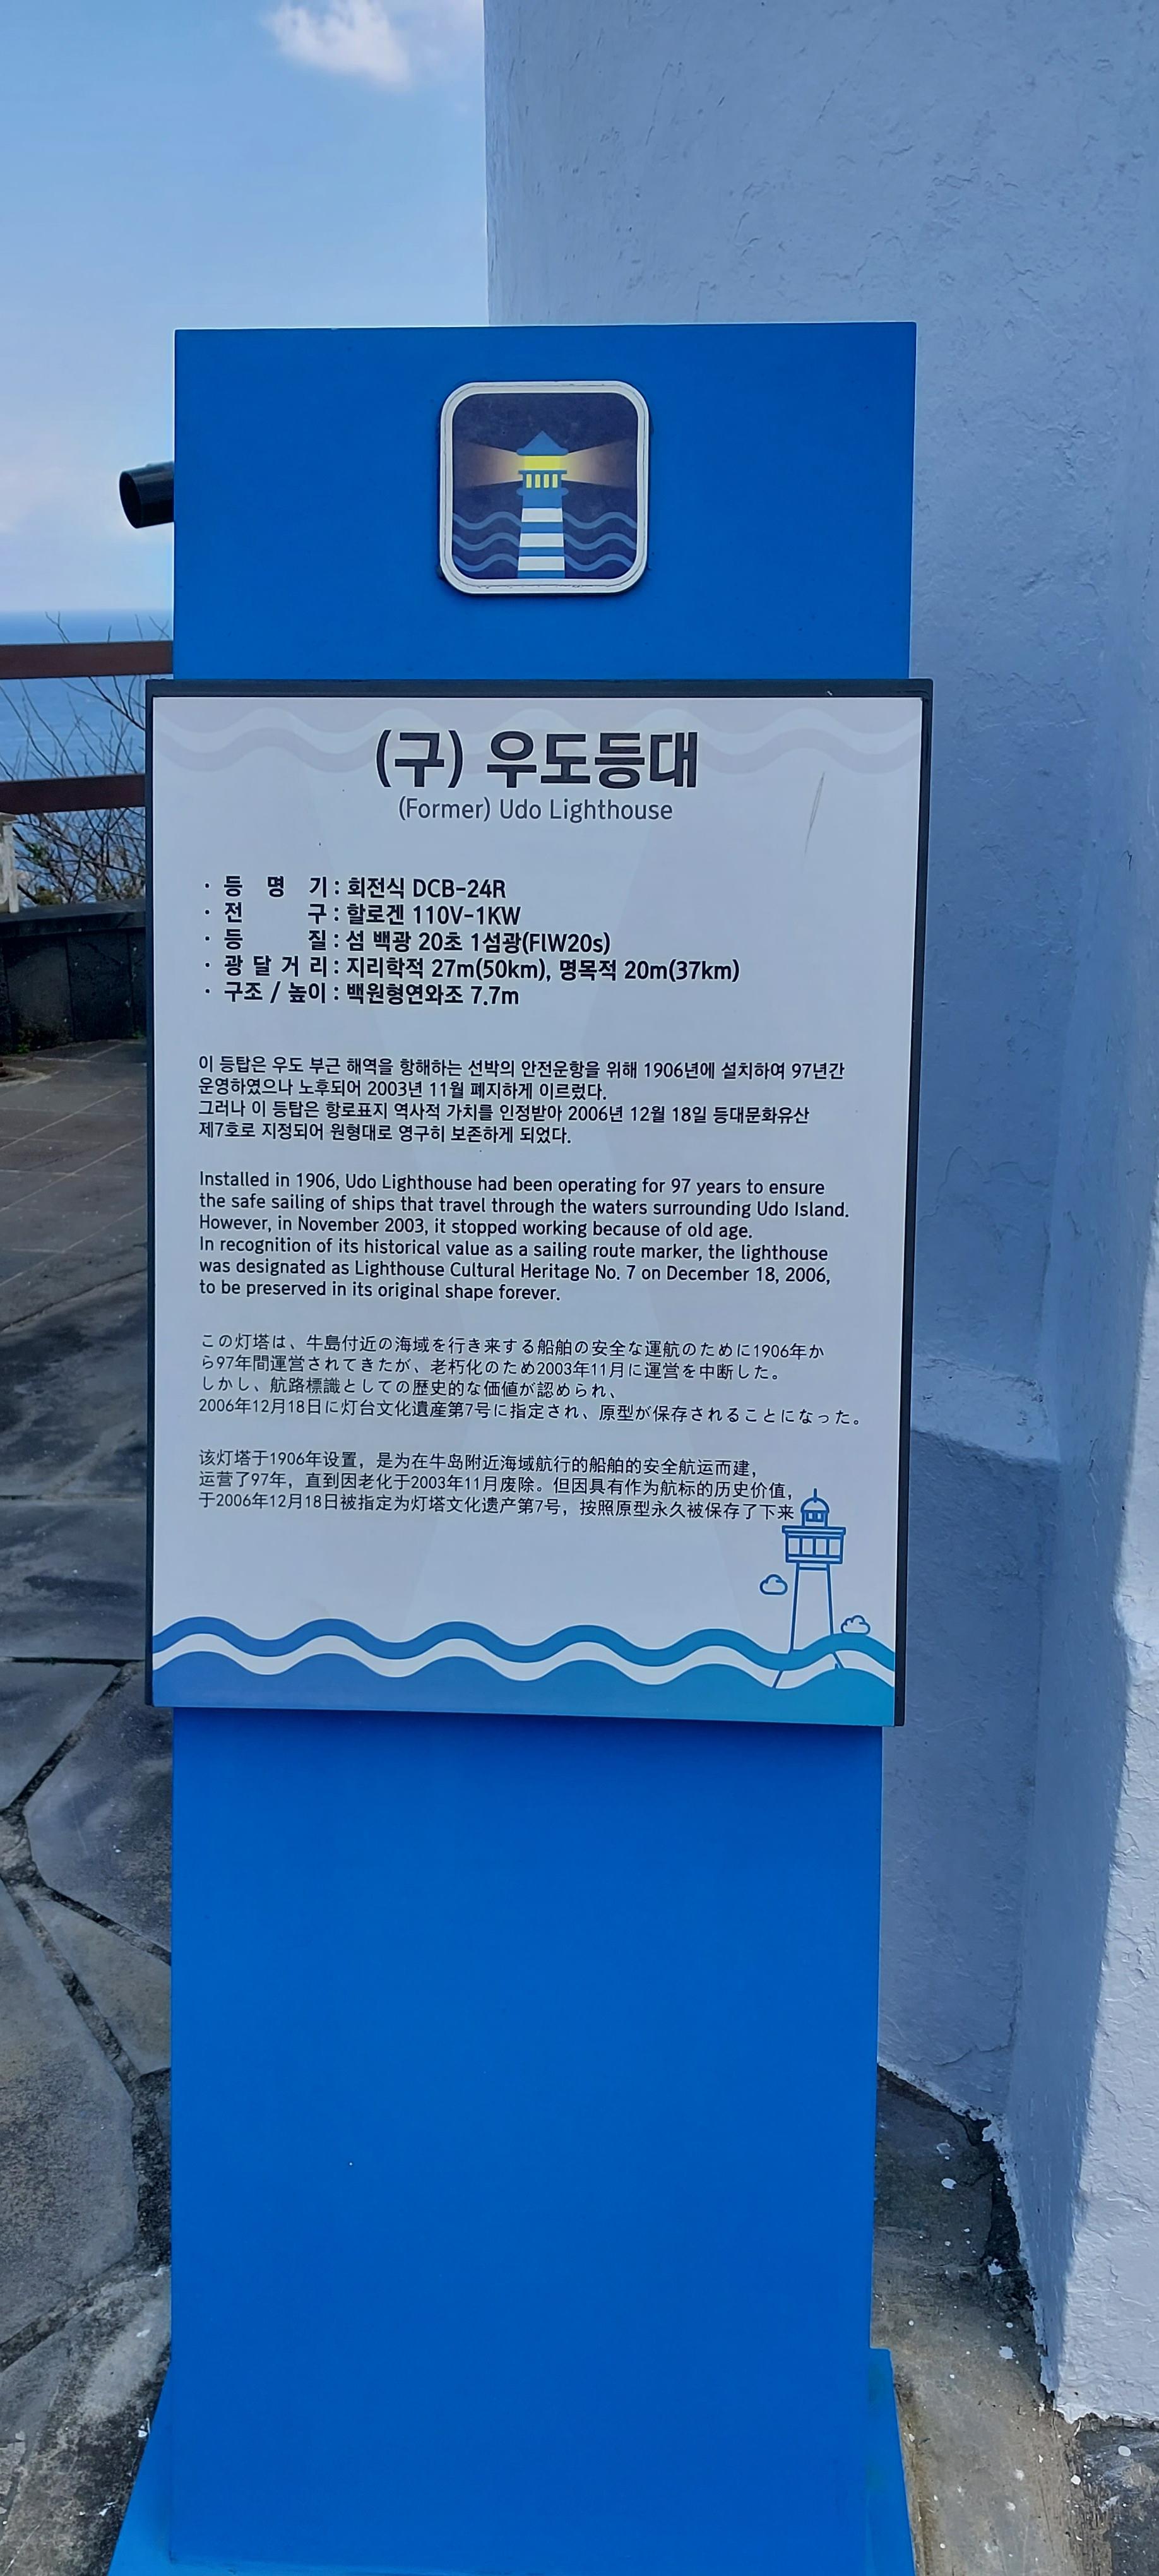 (구) 우도등대
(Former) Udo Lighthouse
· 등 명 기 : 회전식 DCB-24R
· 전 구 : 할로겐 110V-1KW
· 등 질 : 섬 백광 20초 1섬광(FlW20s)
· 광 달 거 리 : 지리학적 27m(50km), 명목적 20m(37km)
· 구조 / 높이 : 백원형연와조 7.7m
이 등탑은 우도 부근 해역을 항해하는 선박의 안전운항을 위해 1906년에 설치하여 97년간
운영하였으나 노후되어 2003년 11월 폐지하게 이르렀다.
그러나 이 등탑은 항로표지 역사적 가치를 인정받아 2006년 12월 18일 등대문화유산
제7호로 지정되어 원형대로 영구히 보존하게 되었다.
Installed in 1906, Udo Lighthouse had been operating for 97 years to ensure
the safe sailing of ships that travel through the waters surrounding Udo Island.
However, in November 2003, it stopped working because of old age.
In recognition of its historical value as a sailing route marker, the lighthouse
was designated as Lighthouse Cultural Heritage No. 7 on December 18, 2006,
to be preserved in its original shape forever.
この灯塔は、牛島付近の海域を行き来する船舶の安全な運航のために1906年か
ら97年間運営されてきたが、老朽化のため2003年11月に運営を中断した。
しかし、航路標識としての歴史的な価値が認められ、
2006年12月18日に灯台文化遺産第7号に指定され、原型が保存されることになった。
该灯塔于1906年设置，是为在牛岛附近海域航行的船舶的安全航运而建，
运营了97年，直到因老化于2003年11月废除。但因具有作为航标的历史价值，
于2006年12月18日被指定为灯塔文化遗产第7号，按照原型永久被保存了下来